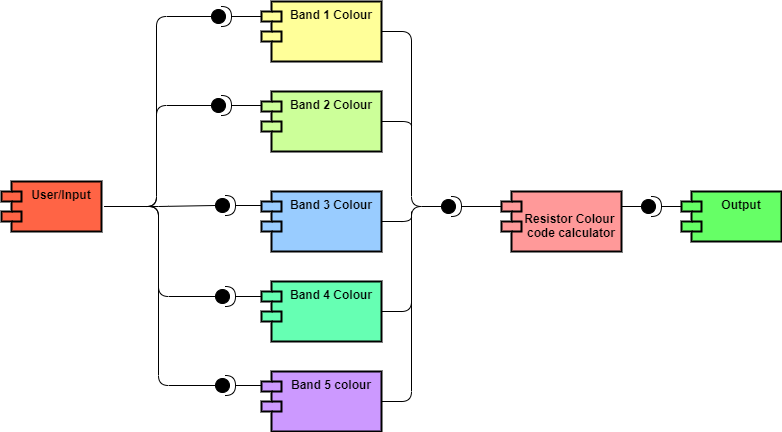 Band 1 Colour
Band 2 Colour
User/Input
Band 3 Colour
Resistor Colour
code calculator
Output
Band 4 Colour
Band 5 colour